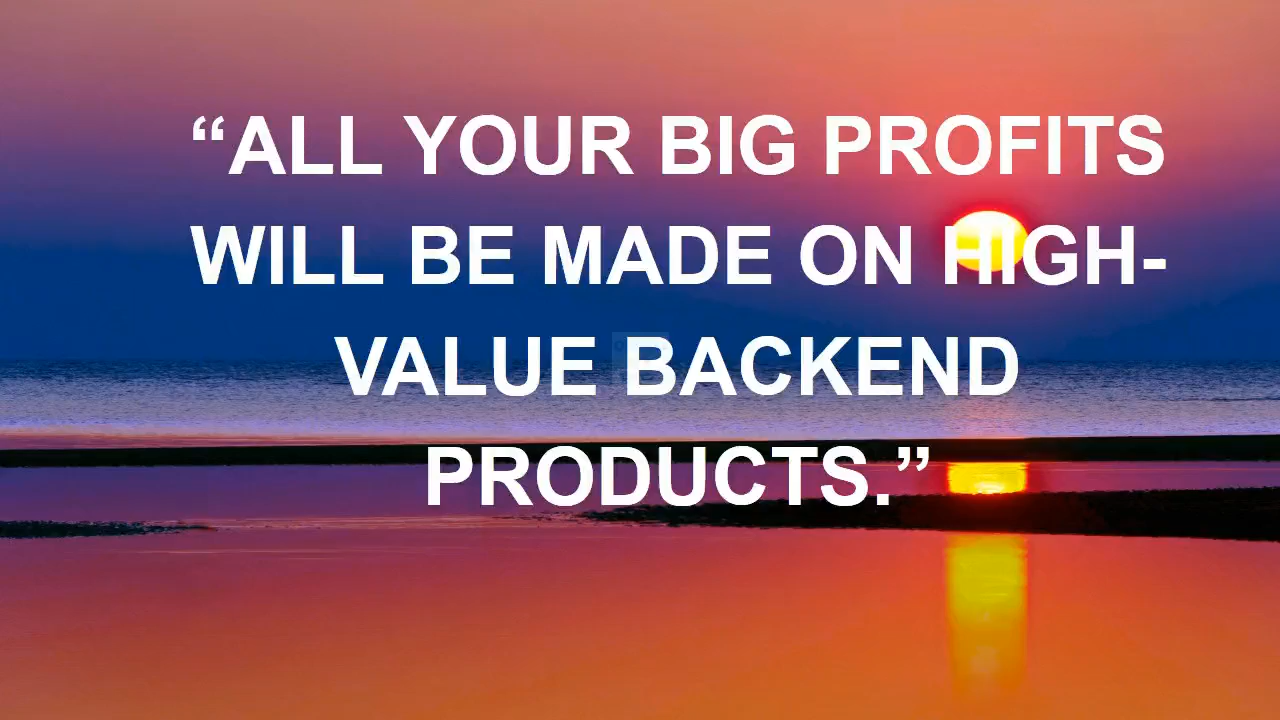 “ALL YOUR BIG PROFITS
WILL BE MADE ON HIGH-
VALUE BACKEND
PRODUCTS.”